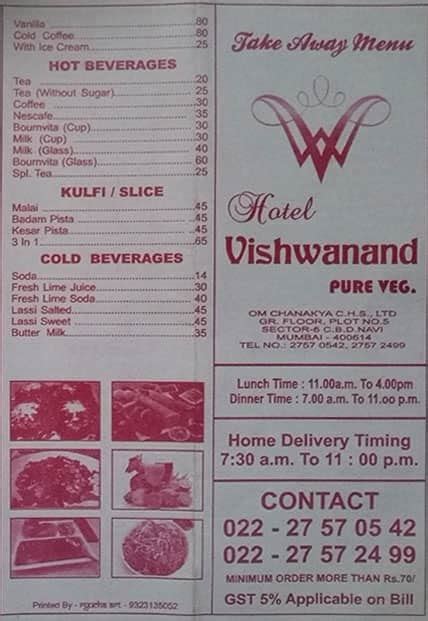 Vanilla 80
Cold Coffee 80
With Ice Cream 25
HOT BEVERAGES
Tea 20
Tea (Without Sugar) 25
Coffee 30
Nescafe 35
Bournvita (Cup) 30
Milk (Cup) 30
Milk (Glass) 40
Bournvita (Glass) 60
Spl. Tea 25
KULFI / SLICE
Malai 45
Badam Pista 45
Kesar Pista 45
3 In 1 65
COLD BEVERAGES
Soda 14
Fresh Lime Juice 30
Fresh Lime Soda 40
Lassi Salted 45
Lassi Sweet 45
Butter Milk 35
Printed By - 9323135052
Take Away Menu
Hotel
Vishwanand
PURE VEG.
OM CHANAKYA C.H.S., LTD
GR. FLOOR, PLOT NO.5
SECTOR-6 C.B.D.NAVI
MUMBAI - 400614
TEL NO.: 2757 0542, 2757 2499
Lunch Time : 11.00a.m. To 4.00pm
Dinner Time : 7.00 a.m. To 11.oo p.m.
Home Delivery Timing
7:30 a.m. To 11 : 00 p.m.
CONTACT
022 - 27 57 05 42
022 - 27 57 24 99
MINIMUM ORDER MORE THAN Rs.70/
GST 5% Applicable on Bill